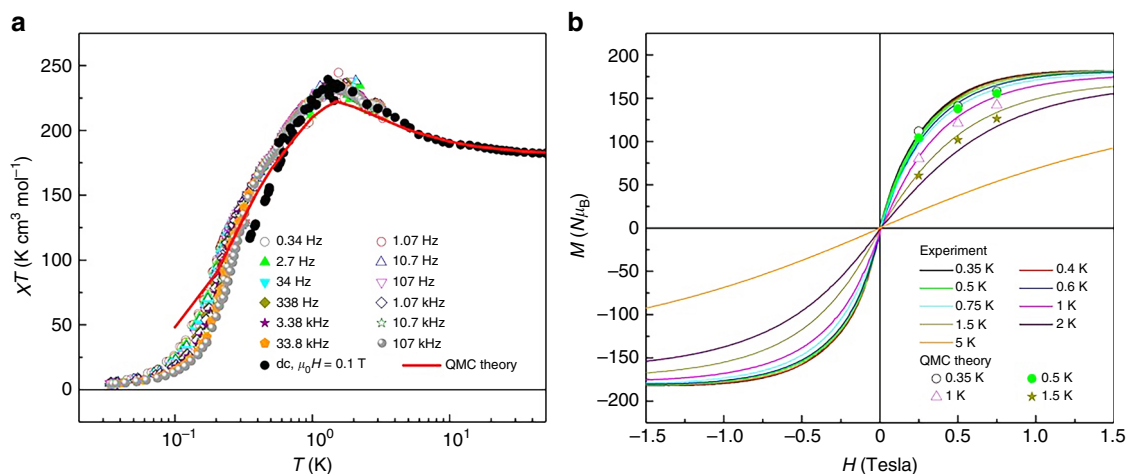 a
250
200
150
100
50
0
χT (K cm³ mol⁻¹)
0.34 Hz 1.07 Hz
2.7 Hz 10.7 Hz
34 Hz 107 Hz
338 Hz 1.07 kHz
3.38 kHz 10.7 kHz
33.8 kHz 107 kHz
dc, μ₀H = 0.1 T QMC theory
10⁻¹ 10⁰ 10¹
T (K)
b
200
150
100
50
0
−50
−100
−150
−200
M (NμB)
Experiment
0.35 K 0.4 K
0.5 K 0.6 K
0.75 K 1 K
1.5 K 2 K
5 K
QMC theory
0.35 K 0.5 K
1 K 1.5 K
−1.5 −1.0 −0.5 0 0.5 1.0 1.5
H (Tesla)